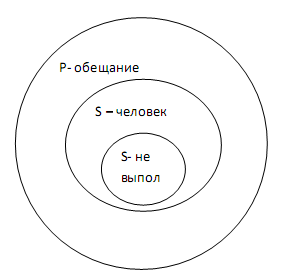 P- обещание
S – человек
S- не
выпол